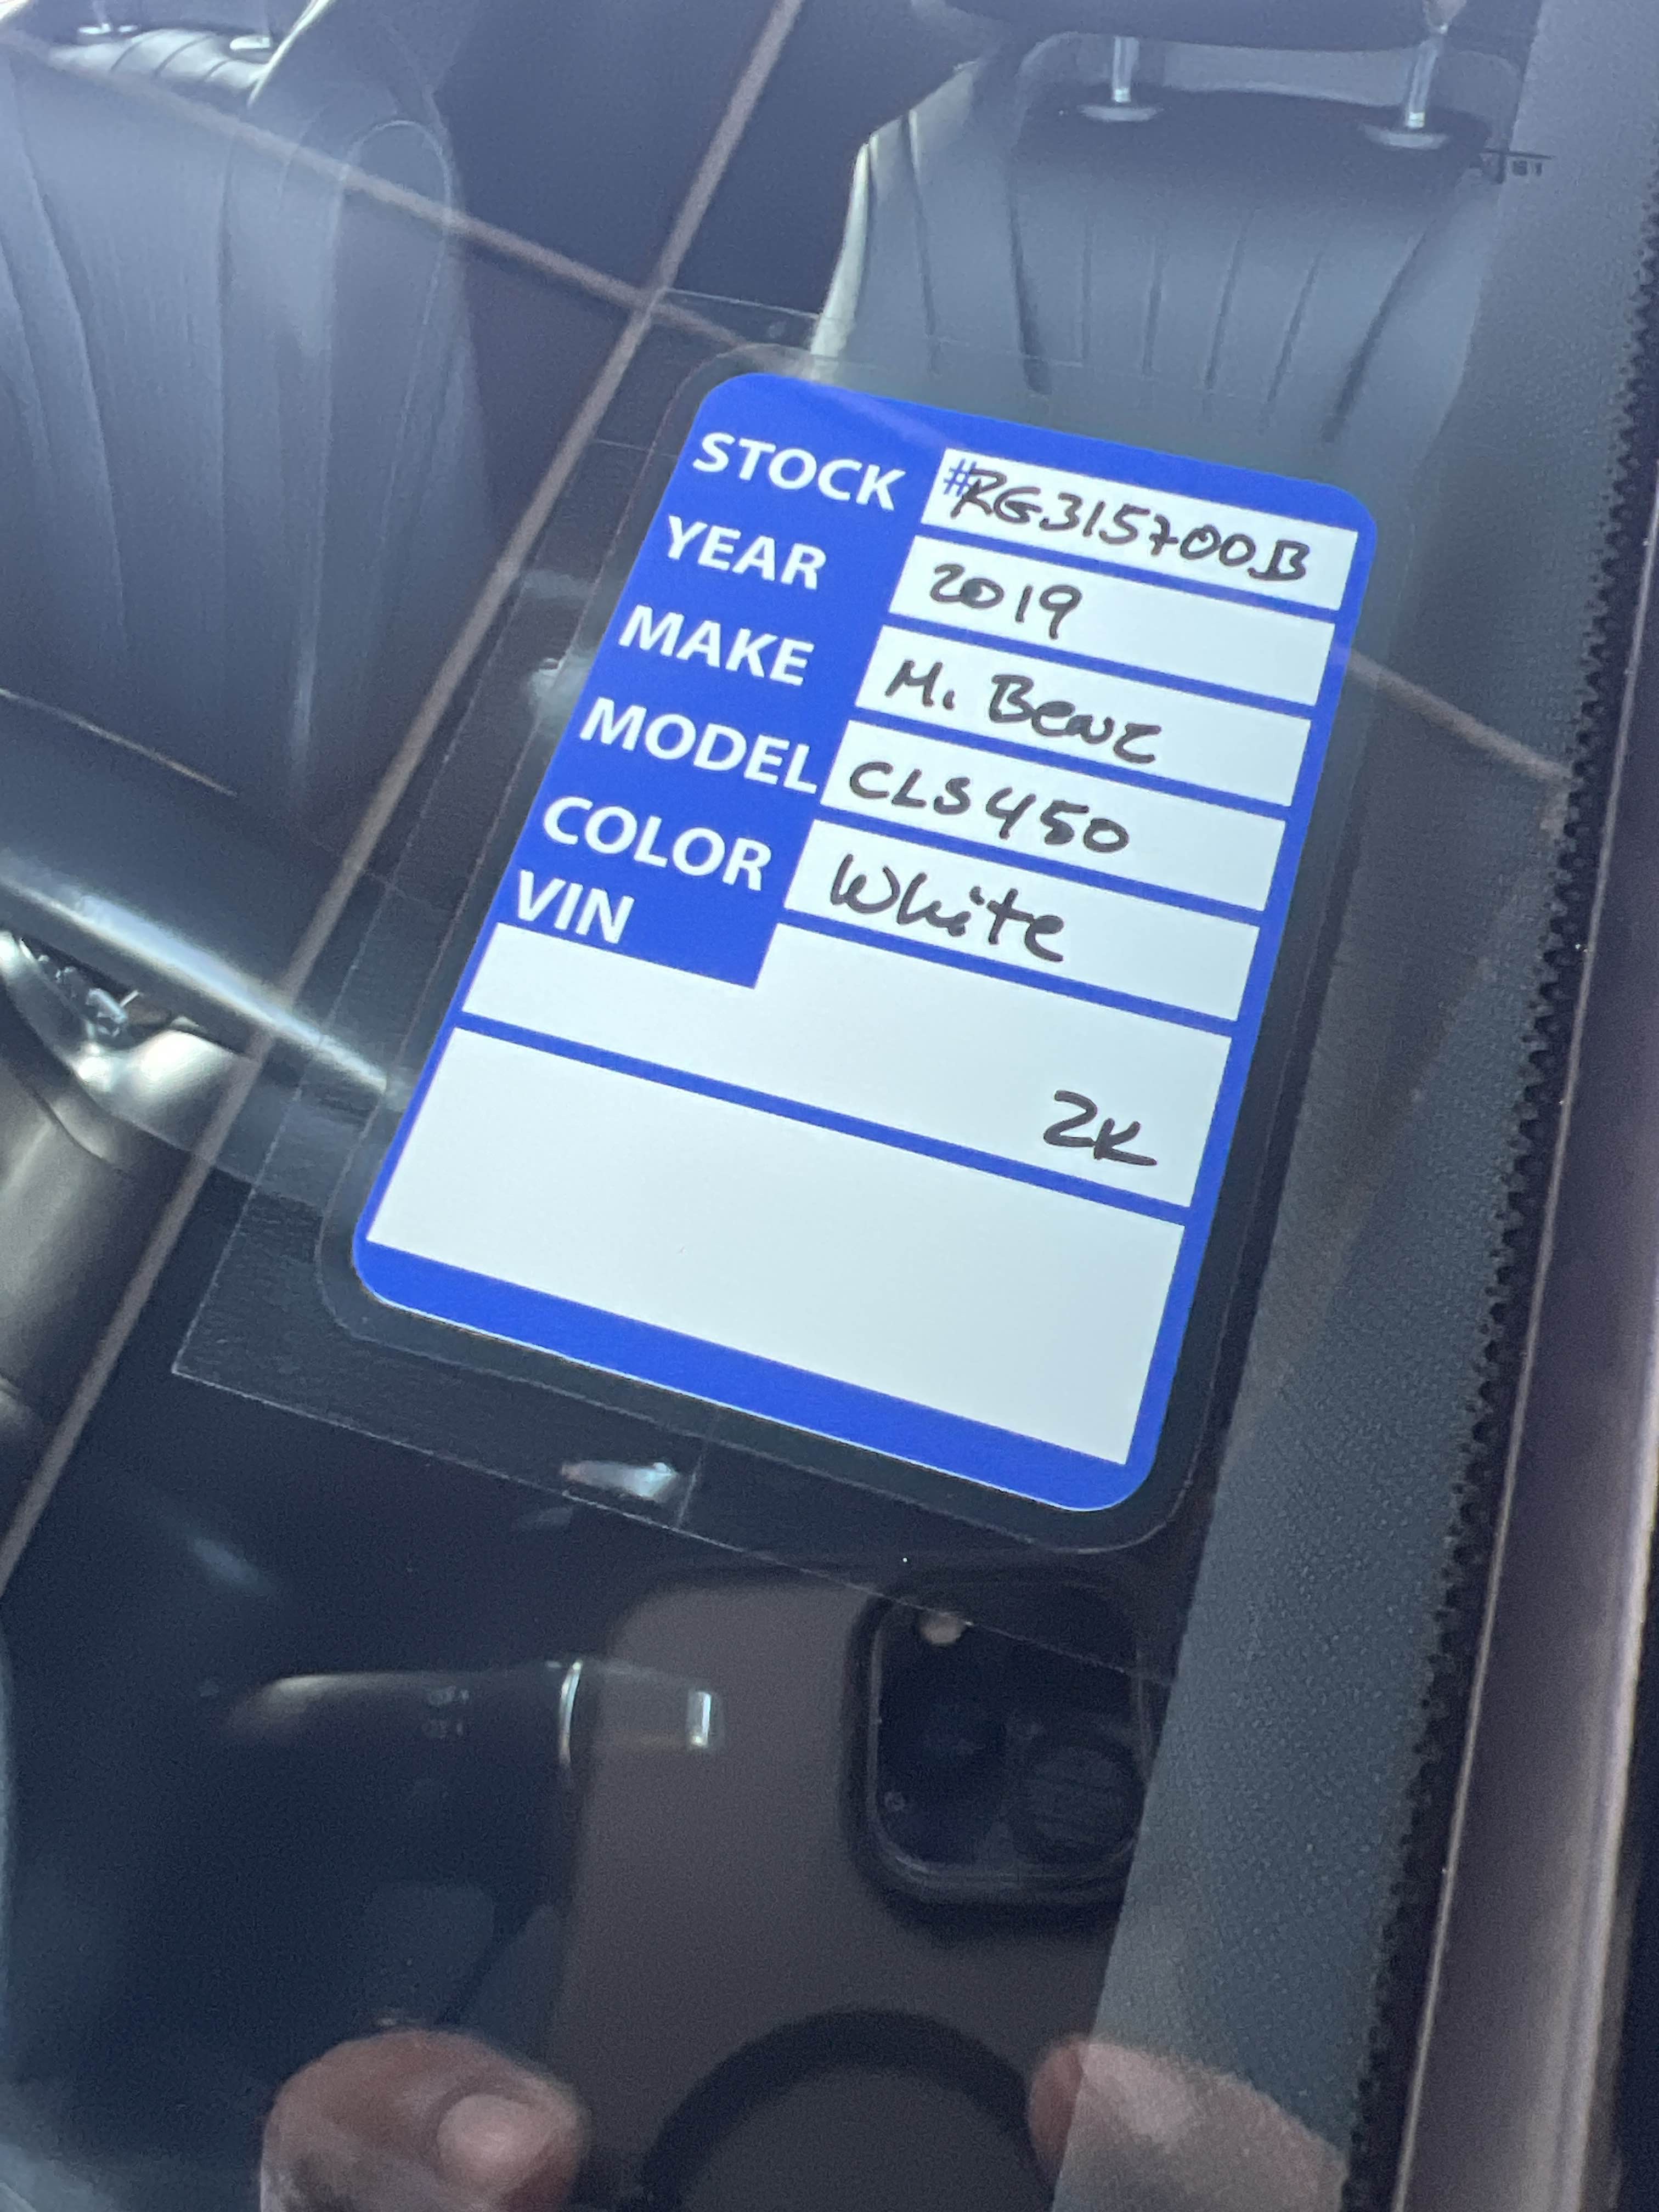 STOCK #RG315700B
YEAR 2019
MAKE M. Benz
MODEL CLS450
COLOR White
VIN
2K